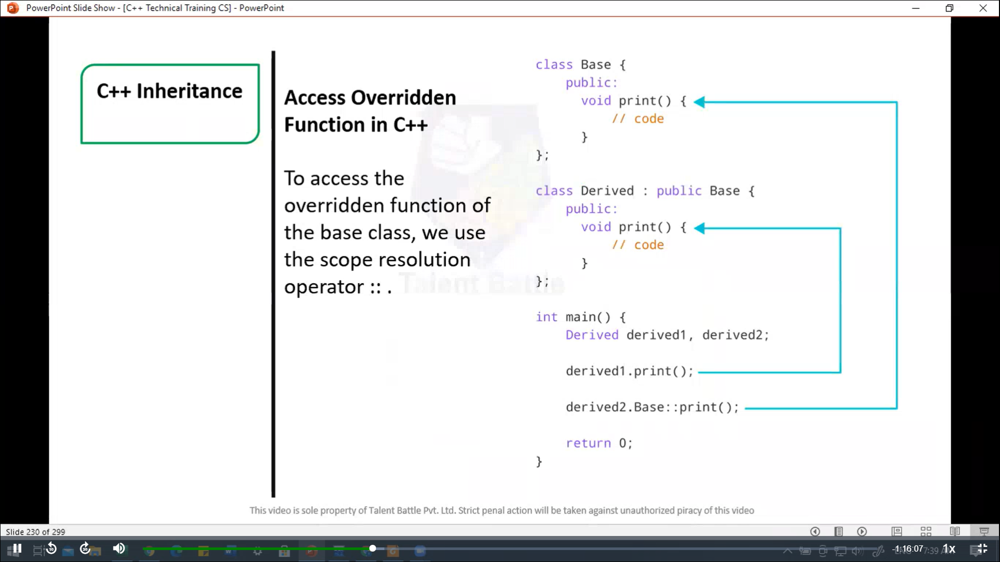 PowerPoint Slide Show - [C++ Technical Training CS] - PowerPoint
C++ Inheritance
Access Overridden
Function in C++
To access the
overridden function of
the base class, we use
the scope resolution
operator :: .
Talent Battle
class Base {
public:
void print() {
// code
}
};
class Derived : public Base {
public:
void print() {
// code
}
};
int main() {
Derived derived1, derived2;
derived1.print();
derived2.Base::print();
return 0;
}
This video is sole property of Talent Battle Pvt. Ltd. Strict penal action will be taken against unauthorized piracy of this video
Slide 230 of 299
10
30
-1:16:07
7:39
1x